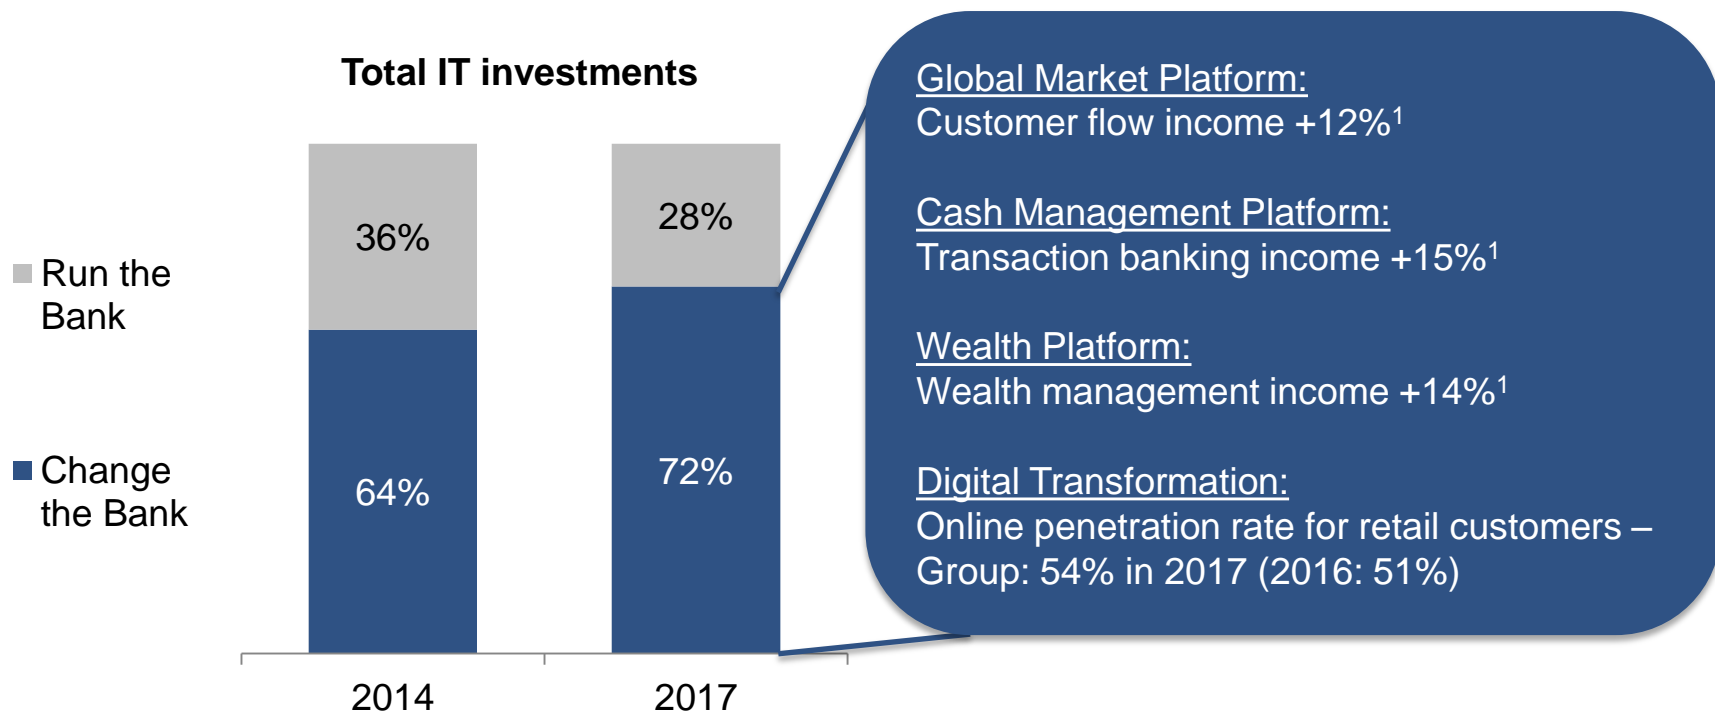 Total IT investments
Run the
Bank
Change
the Bank
36%
64%
28%
72%
2014
2017
Global Market Platform:
Customer flow income +12%¹
Cash Management Platform:
Transaction banking income +15%¹
Wealth Platform:
Wealth management income +14%¹
Digital Transformation:
Online penetration rate for retail customers –
Group: 54% in 2017 (2016: 51%)